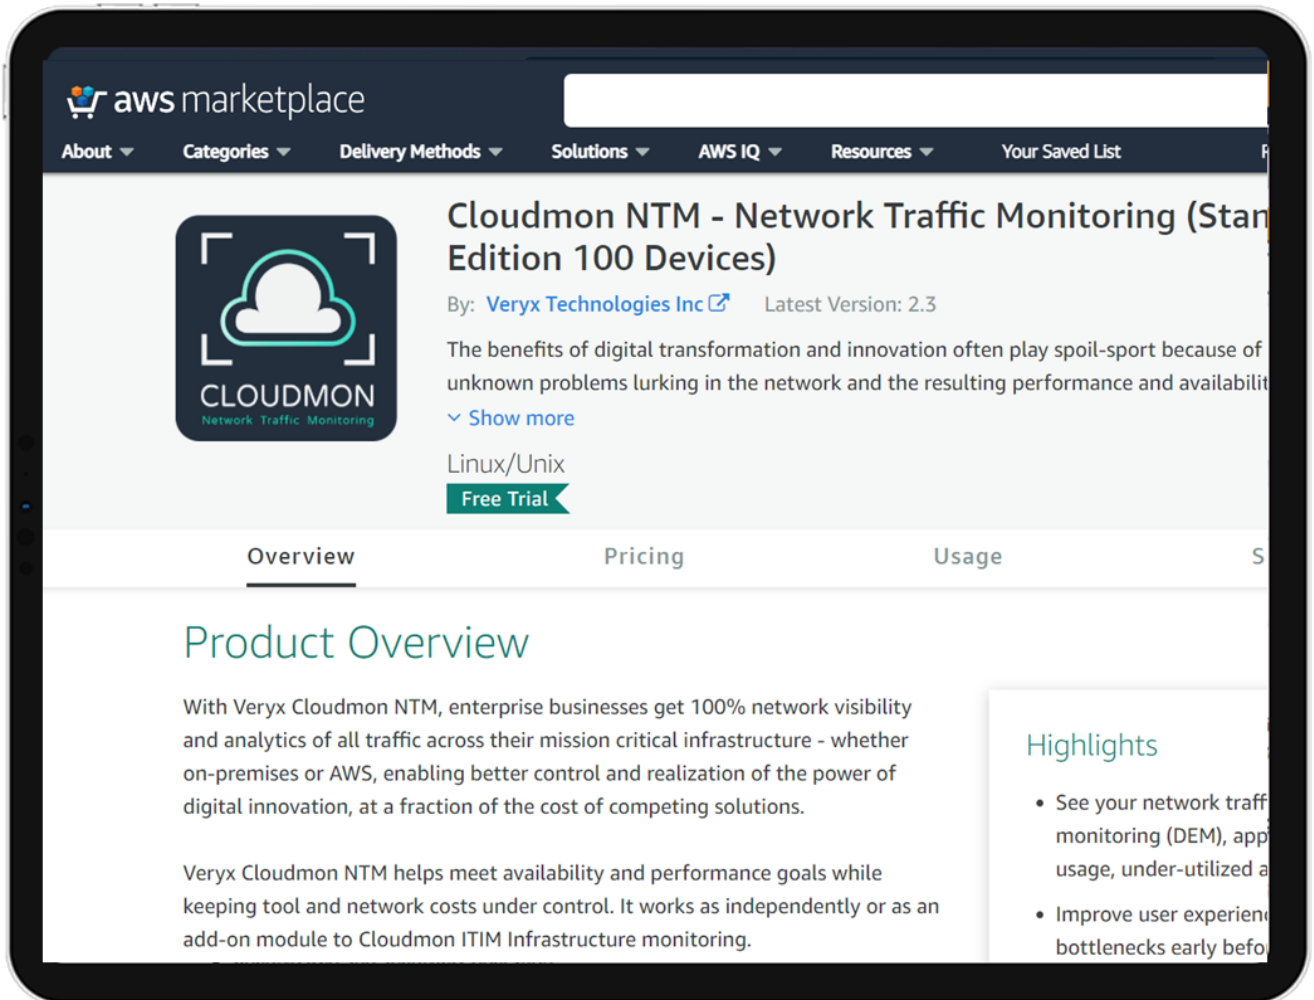 aws marketplace
About Categories Delivery Methods Solutions AWS IQ Resources Your Saved List
Cloudmon NTM - Network Traffic Monitoring (Stan
Edition 100 Devices)
By: Veryx Technologies Inc Latest Version: 2.3
The benefits of digital transformation and innovation often play spoil-sport because of
unknown problems lurking in the network and the resulting performance and availabilit
Show more
CLOUDMON
Network Traffic Monitoring
Linux/Unix
Free Trial
Overview Pricing Usage S
Product Overview
With Veryx Cloudmon NTM, enterprise businesses get 100% network visibility
and analytics of all traffic across their mission critical infrastructure - whether
on-premises or AWS, enabling better control and realization of the power of
digital innovation, at a fraction of the cost of competing solutions.
Veryx Cloudmon NTM helps meet availability and performance goals while
keeping tool and network costs under control. It works as independently or as an
add-on module to Cloudmon ITIM Infrastructure monitoring.
Highlights
• See your network traff
monitoring (DEM), app
usage, under-utilized a
• Improve user experien
bottlenecks early befo